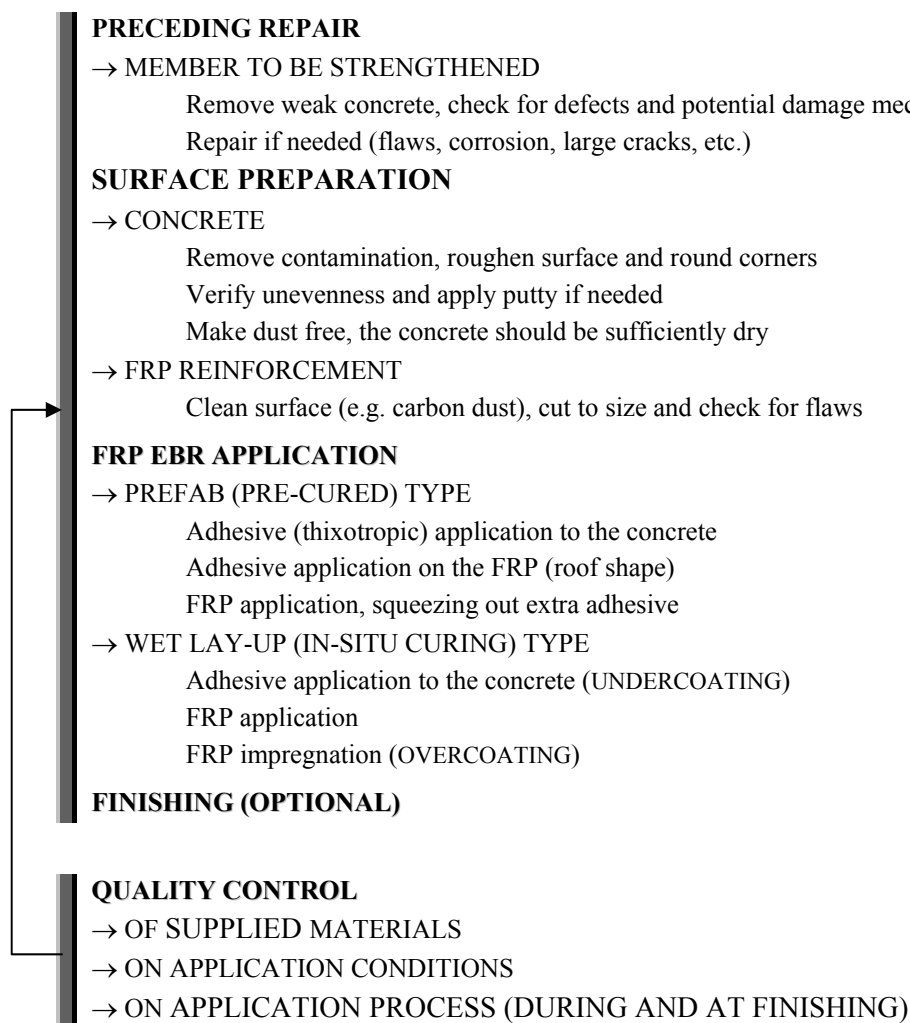 PRECEDING REPAIR
→ MEMBER TO BE STRENGTHENED
Remove weak concrete, check for defects and potential damage
Repair if needed (flaws, corrosion, large cracks, etc.)
SURFACE PREPARATION
→ CONCRETE
Remove contamination, roughen surface and round corners
Verify unevenness and apply putty if needed
Make dust free, the concrete should be sufficiently dry
→ FRP REINFORCEMENT
Clean surface (e.g. carbon dust), cut to size and check for flaws
FRP EBR APPLICATION
→ PREFAB (PRE-CURED) TYPE
Adhesive (thixotropic) application to the concrete
Adhesive application on the FRP (roof shape)
FRP application, squeezing out extra adhesive
→ WET LAY-UP (IN-SITU CURING) TYPE
Adhesive application to the concrete (UNDERCOATING)
FRP application
FRP impregnation (OVERCOATING)
FINISHING (OPTIONAL)
QUALITY CONTROL
→ OF SUPPLIED MATERIALS
→ ON APPLICATION CONDITIONS
→ ON APPLICATION PROCESS (DURING AND AT FINISHING)